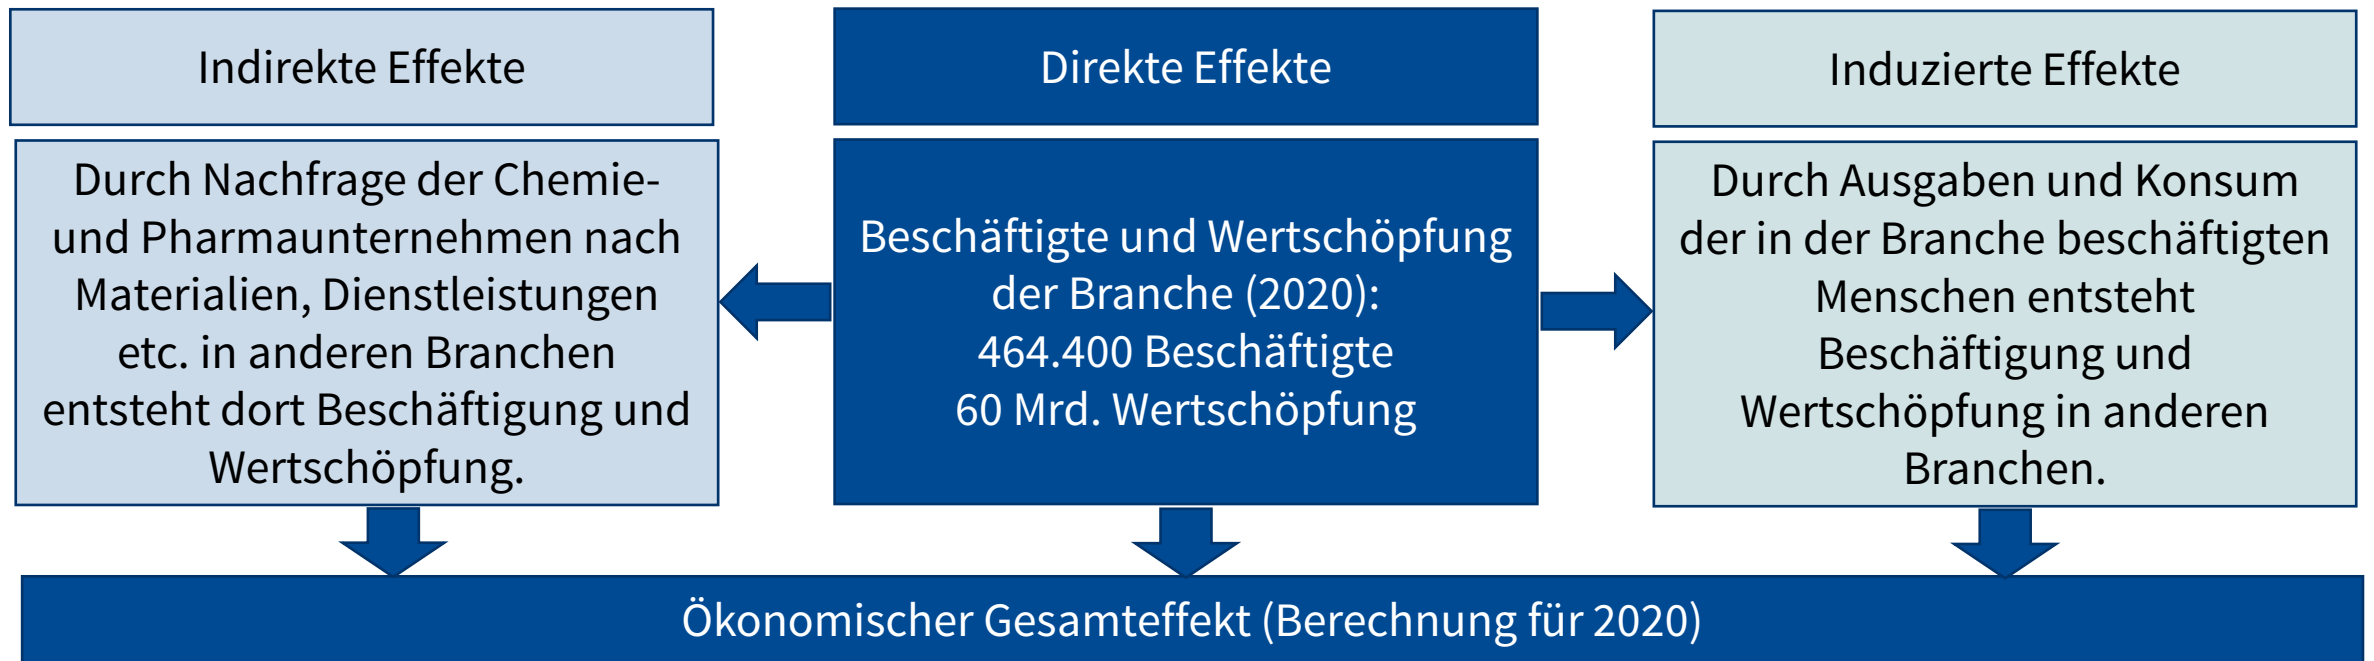 Indirekte Effekte
Durch Nachfrage der Chemie-
und Pharmaunternehmen nach
Materialien, Dienstleistungen
etc. in anderen Branchen
entsteht dort Beschäftigung und
Wertschöpfung.
Direkte Effekte
Beschäftigte und Wertschöpfung
der Branche (2020):
464.400 Beschäftigte
60 Mrd. Wertschöpfung
Induzierte Effekte
Durch Ausgaben und Konsum
der in der Branche beschäftigten
Menschen entsteht
Beschäftigung und
Wertschöpfung in anderen
Branchen.
Ökonomischer Gesamteffekt (Berechnung für 2020)